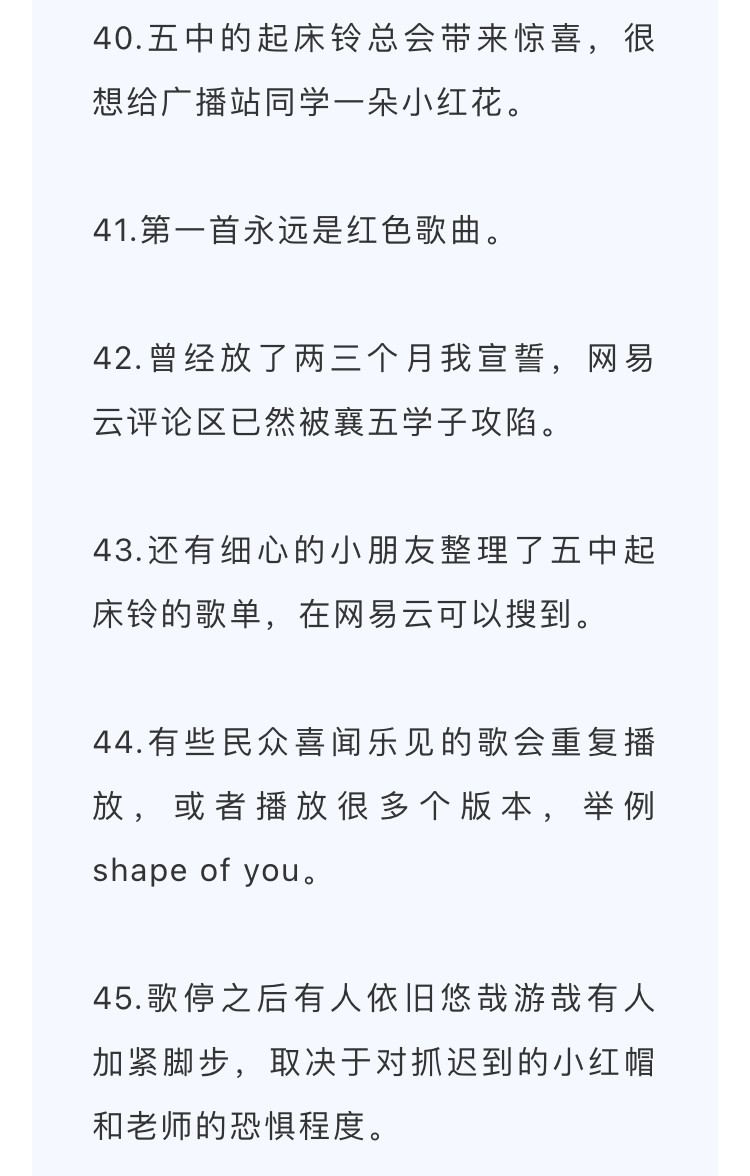 40.五中的起床铃总会带来惊喜，很
想给广播站同学一朵小红花。
41.第一首永远是红色歌曲。
42.曾经放了两三个月我宣誓，网易
云评论区已然被襄五学子攻陷。
43.还有细心的小朋友整理了五中起
床铃的歌单，在网易云可以搜到。
44.有些民众喜闻乐见的歌会重复播
放，或者播放很多个版本，举例
shape of you。
45.歌停之后有人依旧悠哉游哉有人
加紧脚步，取决于对抓迟到的小红帽
和老师的恐惧程度。